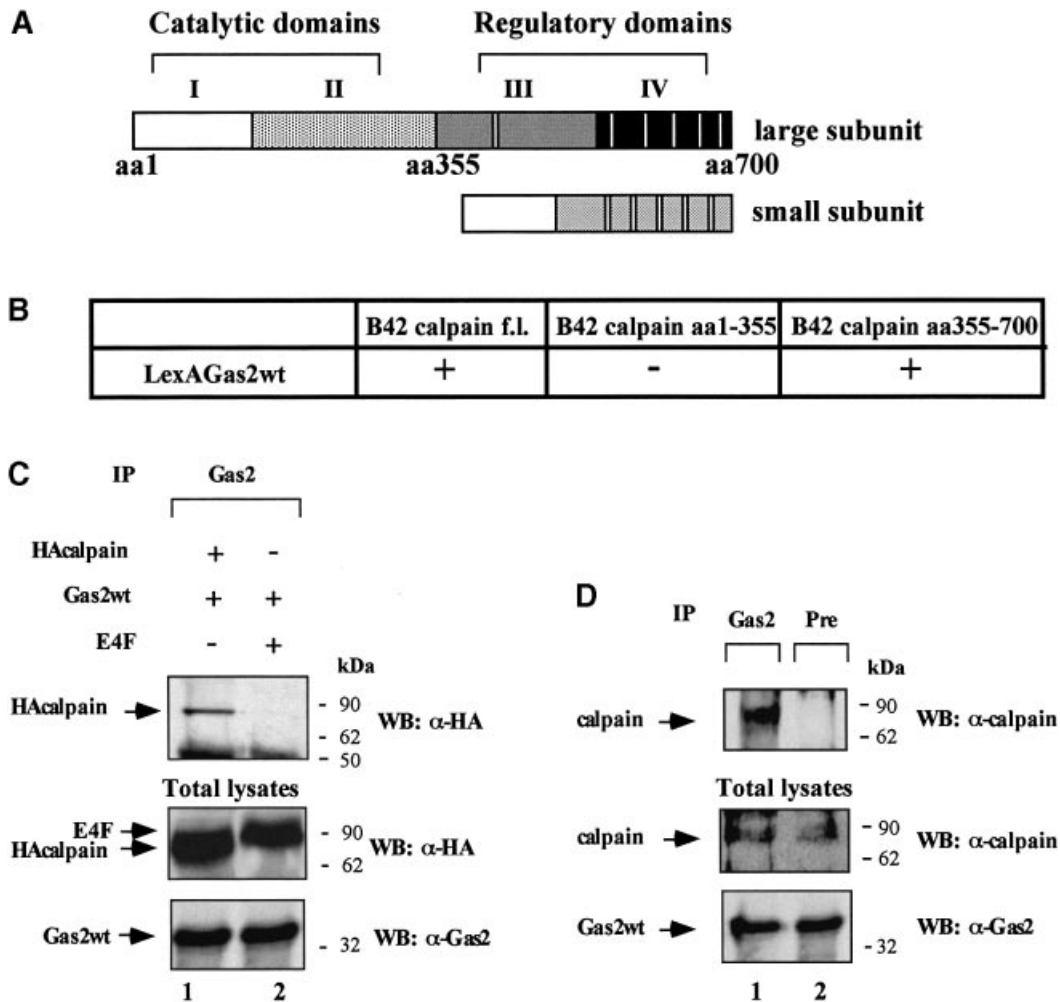 A
Catalytic domains Regulatory domains
I II III IV
large subunit
aa1 aa355 aa700
small subunit
B
B42 calpain f.l. B42 calpain aa1-355 B42 calpain aa355-700
LexAGas2wt + - +
C
IP Gas2
HAcalpain + -
Gas2wt + +
E4F - +
kDa
HAcalpain - 90 WB: α-HA
- 62
- 50
Total lysates
E4F - 90
HAcalpain - 62 WB: α-HA
Gas2wt - 32 WB: α-Gas2
1 2
D
IP Gas2 Pre
kDa
calpain - 90 WB: α-calpain
- 62
Total lysates
calpain - 90 WB: α-calpain
- 62
Gas2wt - 32 WB: α-Gas2
1 2